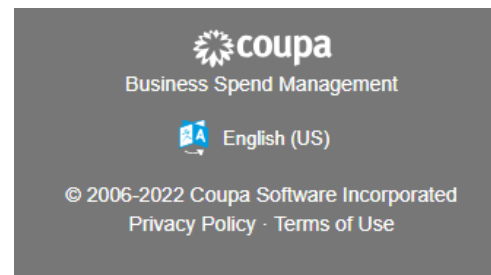 coupa
Business Spend Management
English (US)
© 2006-2022 Coupa Software Incorporated
Privacy Policy · Terms of Use